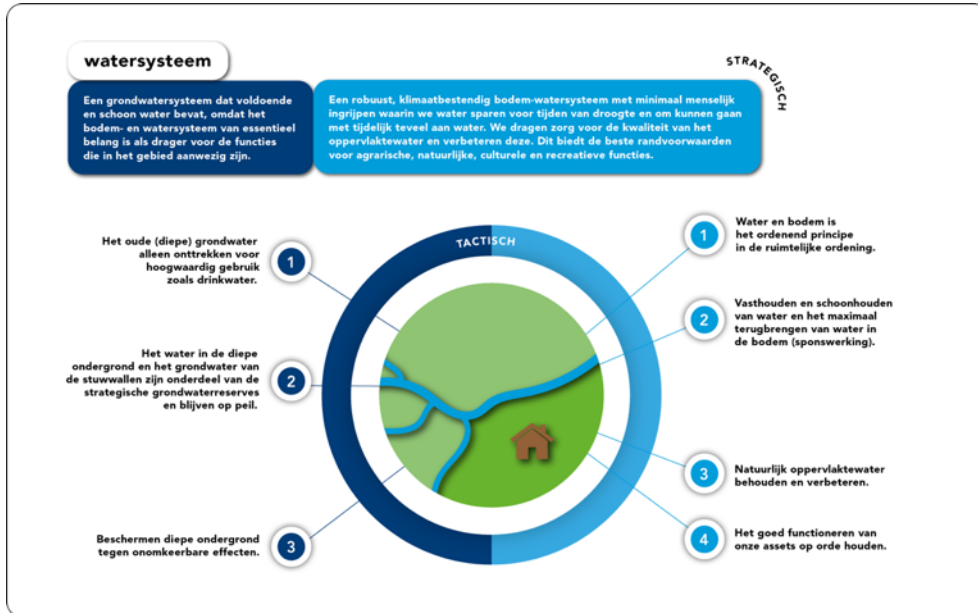 watersysteem
STRATEGISCH
Een grondwatersysteem dat voldoende
en schoon water bevat, omdat het
bodem- en watersysteem van essentieel
belang is als drager voor de functies
die in het gebied aanwezig zijn.
Een robuust, klimaatbestendig bodem-watersysteem met minimaal menselijk
ingrijpen waarin we water sparen voor tijden van droogte en om kunnen gaan
met tijdelijk teveel aan water. We dragen zorg voor de kwaliteit van het
oppervlaktewater en verbeteren deze. Dit biedt de beste randvoorwaarden
voor agrarische, natuurlijke, culturele en recreatieve functies.
TACTISCH
Het oude (diepe) grondwater
alleen onttrekken voor
hoogwaardig gebruik
zoals drinkwater.
1
Het water in de diepe
ondergrond en het grondwater van
de stuwwallen zijn onderdeel van de
strategische grondwaterreserves
en blijven op peil.
2
Beschermen diepe ondergrond
tegen onomkeerbare effecten.
3
1
Water en bodem is
het ordenend principe
in de ruimtelijke ordening.
2
Vasthouden en schoonhouden
van water en het maximaal
terugbrengen van water in
de bodem (sponswerking).
3
Natuurlijk oppervlaktewater
behouden en verbeteren.
4
Het goed functioneren van
onze assets op orde houden.